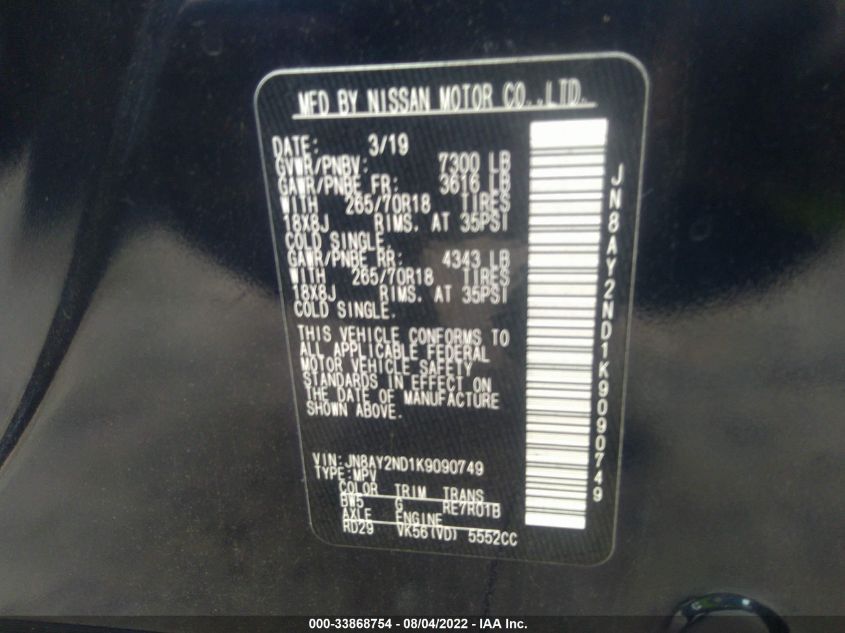 MFD BY NISSAN MOTOR CO.,LTD.
DATE: 3/19
GVWR/PNBV: 7300 LB
GAWR/PNBE FR: 3616 LB
WITH 265/70R18 TIRES
18X8J RIMS. AT 35PSI
COLD SINGLE.
GAWR/PNBE RR: 4343 LB
WITH 265/70R18 TIRES
18X8J RIMS. AT 35PSI
COLD SINGLE.
THIS VEHICLE CONFORMS TO
ALL APPLICABLE FEDERAL
MOTOR VEHICLE SAFETY
STANDARDS IN EFFECT ON
THE DATE OF MANUFACTURE
SHOWN ABOVE.
VIN:JN8AY2ND1K9090749
TYPE:MPV
COLOR TRIM TRANS
BW5 G RE7R01B
AXLE ENGINE
RD29 VK56(VD) 5552CC
JN8AY2ND1K9090749
000-33868754 - 08/04/2022 - IAA Inc.